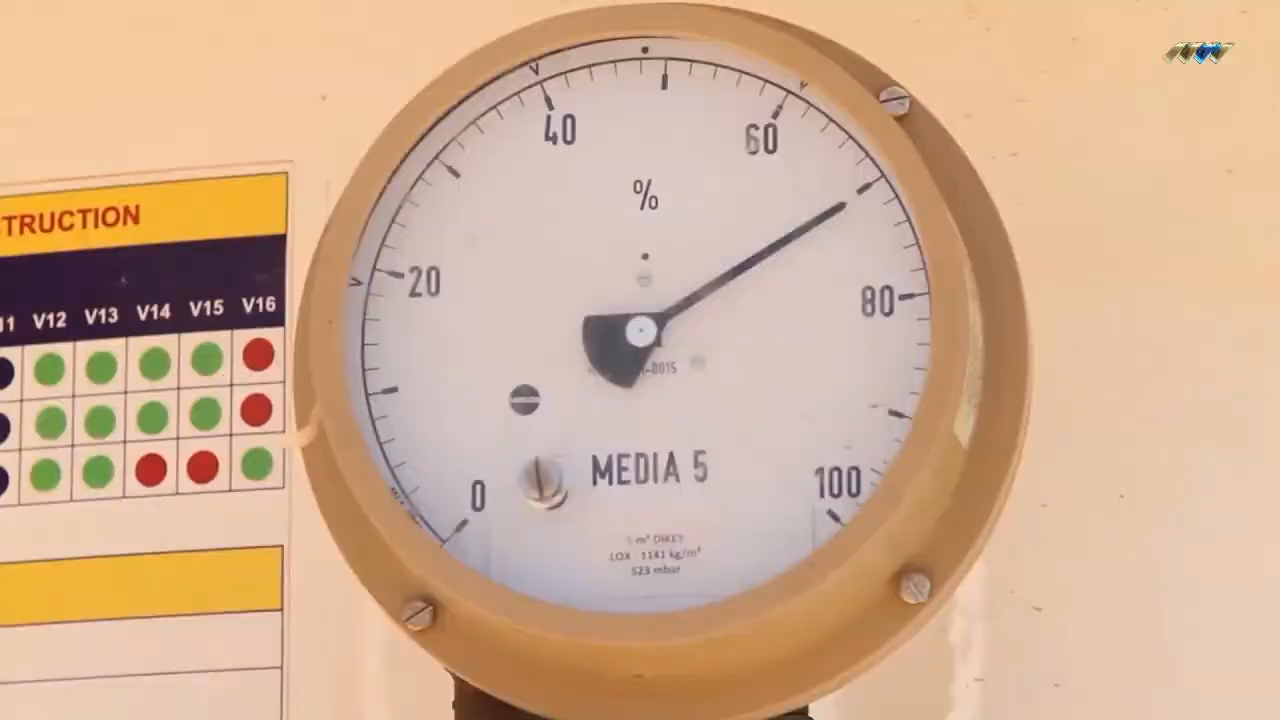 TRUCTION
V12 V13 V14 V15 V16
40
60
%
20
80
-0015
MEDIA 5
0
100
LOX : 1141 kg/m³
523 mbar